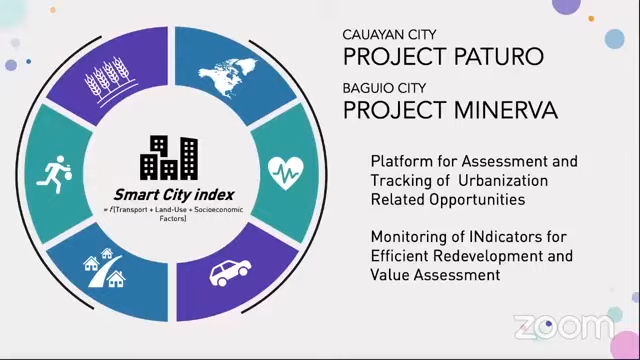 CAUAYAN CITY
PROJECT PATURO
BAGUIO CITY
PROJECT MINERVA
Smart City index
= f(Transport + Land-Use + Socioeconomic
Factors)
Platform for Assessment and
Tracking of Urbanization
Related Opportunities
Monitoring of INdicators for
Efficient Redevelopment and
Value Assessment
zoom